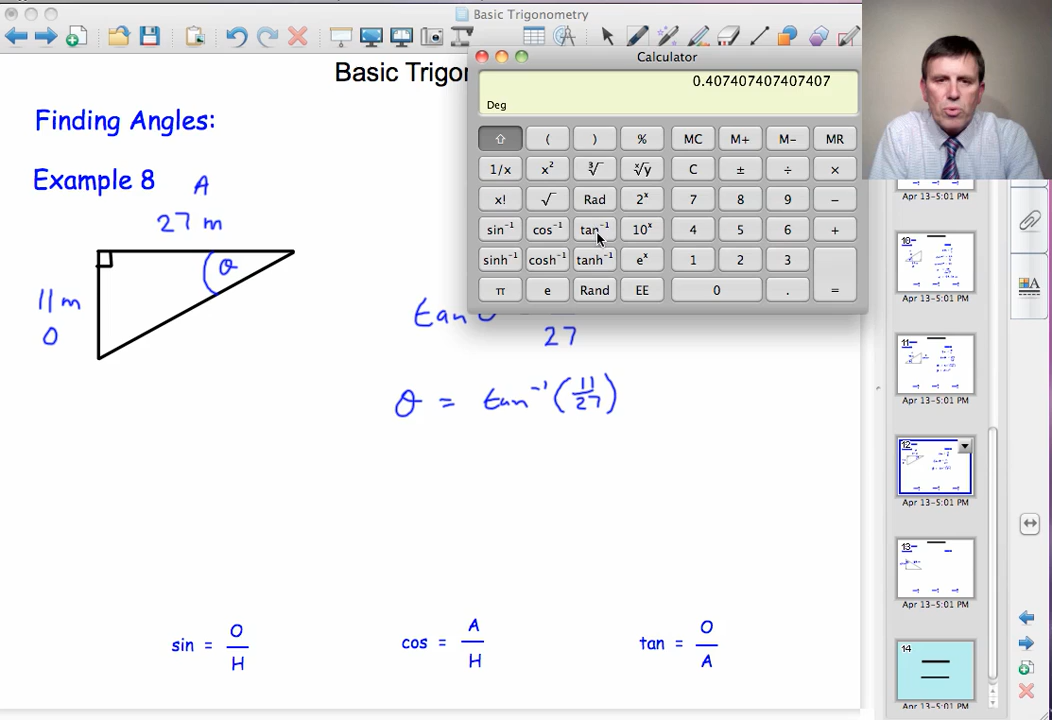 Basic Trigonometry
Basic Trigo
Calculator
0.407407407407407
Deg
⇧ ( ) % MC M+ M− MR
1/x x² ∛ ˣ√y C ± ÷ ×
x! √ Rad 2ˣ 7 8 9 −
sin⁻¹ cos⁻¹ tan⁻¹ 10ˣ 4 5 6 +
sinh⁻¹ cosh⁻¹ tanh⁻¹ eˣ 1 2 3
π e Rand EE 0 . =
Finding Angles:
Example 8
A
27 m
θ
11 m
O
tan θ
27
θ = tan⁻¹ (11/27)
sin = O/H
cos = A/H
tan = O/A
Apr 13-5:01 PM
10
Apr 13-5:01 PM
11
Apr 13-5:01 PM
12
Apr 13-5:01 PM
13
Apr 13-5:01 PM
14